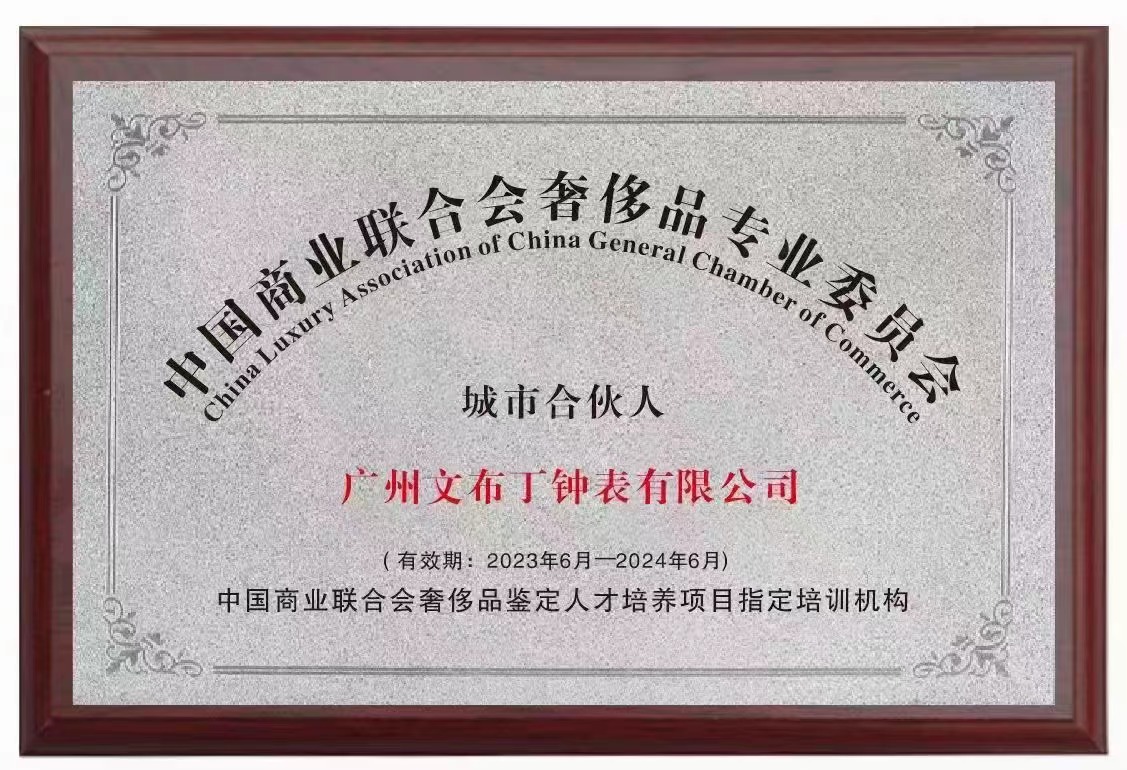 中国商业联合会奢侈品专业委员会
China Luxury Association of China General Chamber of Commerce
城市合伙人
广州文布丁钟表有限公司
(有效期：2023年6月—2024年6月)
中国商业联合会奢侈品鉴定人才培养项目指定培训机构